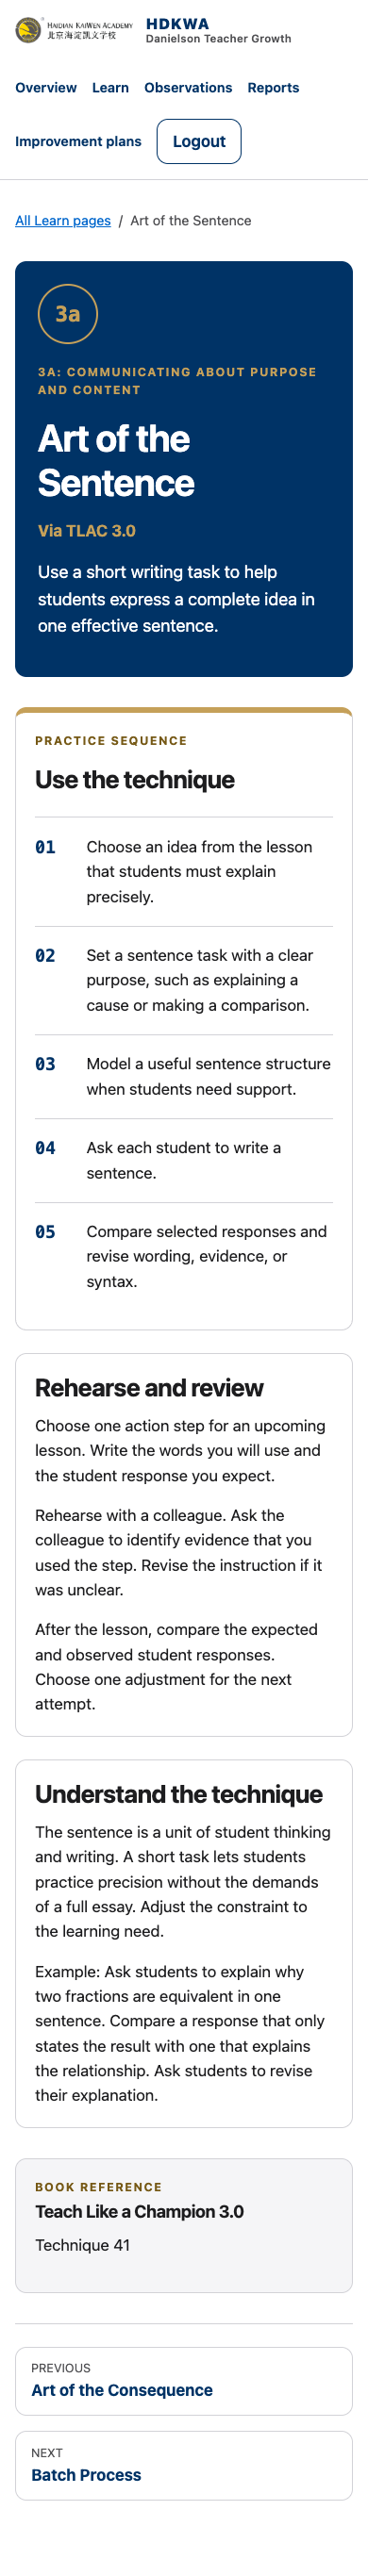 HAIDIAN KAIWEN ACADEMY
北京海淀凯文学校
HDKWA
Danielson Teacher Growth
Overview Learn Observations Reports
Improvement plans Logout
All Learn pages / Art of the Sentence
3a
3A: COMMUNICATING ABOUT PURPOSE
AND CONTENT
Art of the
Sentence
Via TLAC 3.0
Use a short writing task to help
students express a complete idea in
one effective sentence.
PRACTICE SEQUENCE
Use the technique
01 Choose an idea from the lesson
that students must explain
precisely.
02 Set a sentence task with a clear
purpose, such as explaining a
cause or making a comparison.
03 Model a useful sentence structure
when students need support.
04 Ask each student to write a
sentence.
05 Compare selected responses and
revise wording, evidence, or
syntax.
Rehearse and review
Choose one action step for an upcoming
lesson. Write the words you will use and
the student response you expect.
Rehearse with a colleague. Ask the
colleague to identify evidence that you
used the step. Revise the instruction if it
was unclear.
After the lesson, compare the expected
and observed student responses.
Choose one adjustment for the next
attempt.
Understand the technique
The sentence is a unit of student thinking
and writing. A short task lets students
practice precision without the demands
of a full essay. Adjust the constraint to
the learning need.
Example: Ask students to explain why
two fractions are equivalent in one
sentence. Compare a response that only
states the result with one that explains
the relationship. Ask students to revise
their explanation.
BOOK REFERENCE
Teach Like a Champion 3.0
Technique 41
PREVIOUS
Art of the Consequence
NEXT
Batch Process